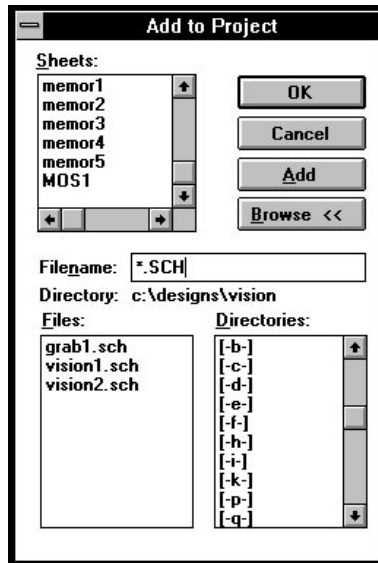 Add to Project
Sheets:
memor1
memor2
memor3
memor4
memor5
MOS1
OK
Cancel
Add
Browse <<
Filename: *.SCH
Directory: c:\designs\vision
Files:
grab1.sch
vision1.sch
vision2.sch
Directories:
[-b-]
[-c-]
[-d-]
[-e-]
[-f-]
[-h-]
[-i-]
[-k-]
[-p-]
[-q-]